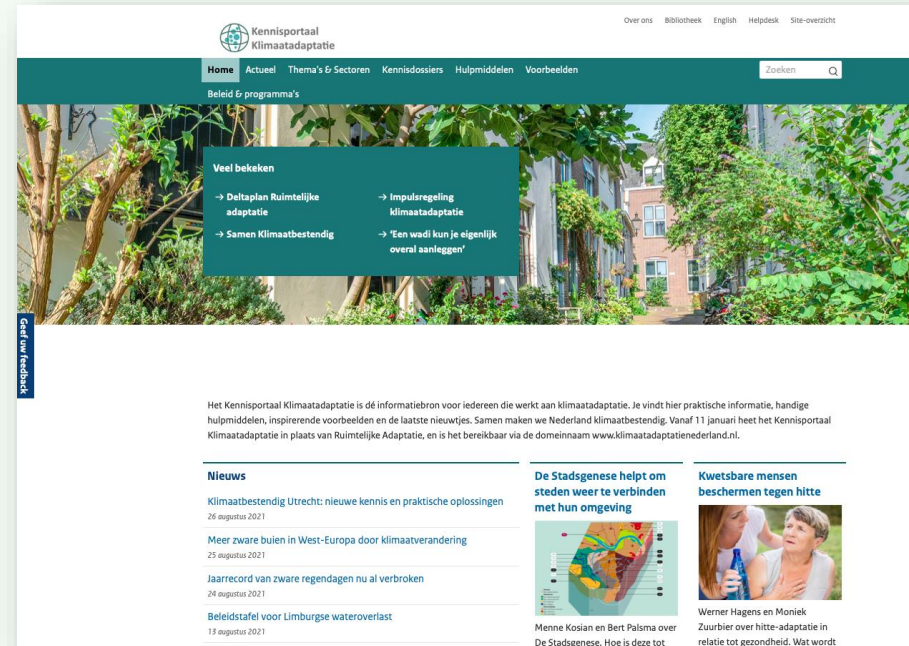 Over ons Bibliotheek English Helpdesk Site-overzicht
Kennisportaal
Klimaatadaptatie
Home Actueel Thema's & Sectoren Kennisdossiers Hulpmiddelen Voorbeelden
Zoeken
Beleid & programma's
Veel bekeken
→ Deltaplan Ruimtelijke
adaptatie
→ Samen Klimaatbestendig
→ Impulsregeling
klimaatadaptatie
→ ‘Een wadi kun je eigenlijk
overal aanleggen’
Geef uw feedback
Het Kennisportaal Klimaatadaptatie is dé informatiebron voor iedereen die werkt aan klimaatadaptatie. Je vindt hier praktische informatie, handige
hulpmiddelen, inspirerende voorbeelden en de laatste nieuwtjes. Samen maken we Nederland klimaatbestendig. Vanaf 11 januari heet het Kennisportaal
Klimaatadaptatie in plaats van Ruimtelijke Adaptatie, en is het bereikbaar via de domeinnaam www.klimaatadaptatienederland.nl.
Nieuws
Klimaatbestendig Utrecht: nieuwe kennis en praktische oplossingen
26 augustus 2021
Meer zware buien in West-Europa door klimaatverandering
25 augustus 2021
Jaarrecord van zware regendagen nu al verbroken
24 augustus 2021
Beleidstafel voor Limburgse wateroverlast
13 augustus 2021
De Stadsgenese helpt om
steden weer te verbinden
met hun omgeving
Menne Kosian en Bert Palsma over
De Stadsgenese. Hoe is deze tot
Kwetsbare mensen
beschermen tegen hitte
Werner Hagens en Moniek
Zuurbier over hitte-adaptatie in
relatie tot gezondheid. Wat wordt